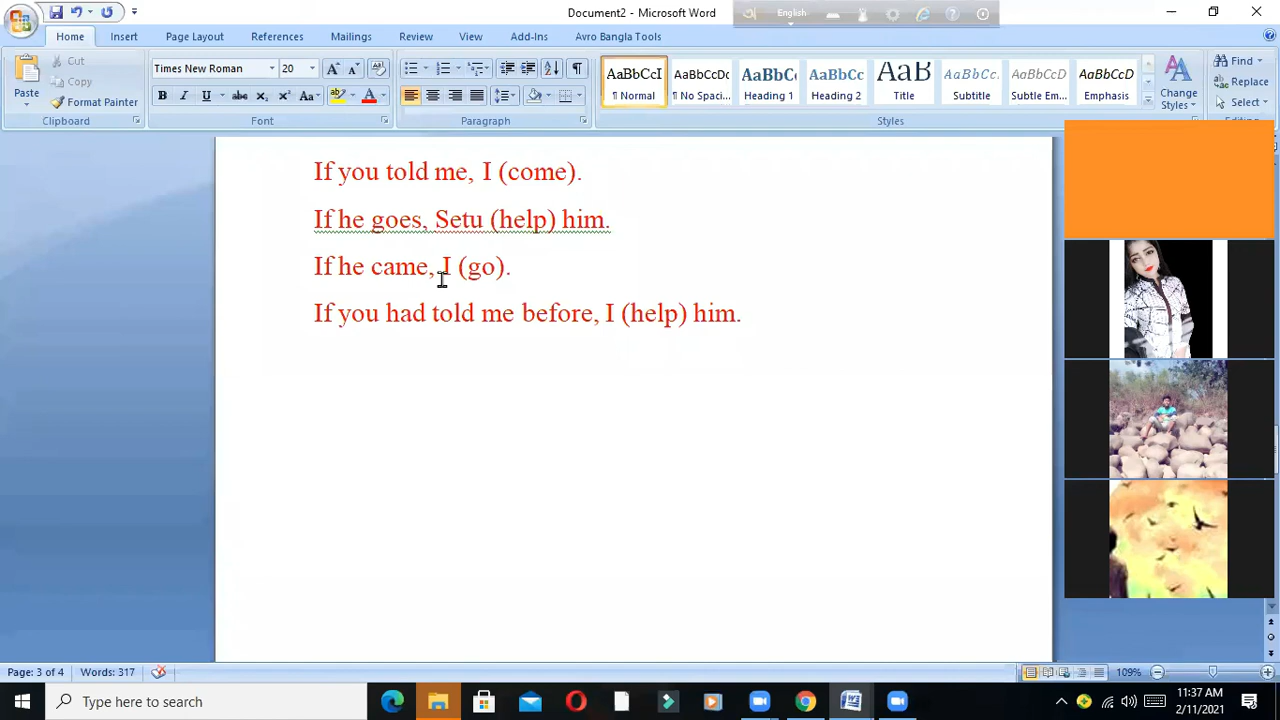 Document2 - Microsoft Word
English
Home
Insert
Page Layout
References
Mailings
Review
View
Add-Ins
Avro Bangla Tools
Paste
Cut
Copy
Format Painter
Clipboard
Times New Roman
20
Font
Paragraph
AaBbCcI
¶ Normal
AaBbCcDc
¶ No Spaci...
AaBbCc
Heading 1
AaBbCc
Heading 2
AaB
Title
AaBbCcI
Subtitle
AaBbCcD
Subtle Em...
AaBbCcD
Emphasis
Change
Styles
Styles
Find
Replace
Select
Editing
If you told me, I (come).
If he goes, Setu (help) him.
If he came, I (go).
If you had told me before, I (help) him.
Page: 3 of 4
Words: 317
109%
Type here to search
11:37 AM
2/11/2021